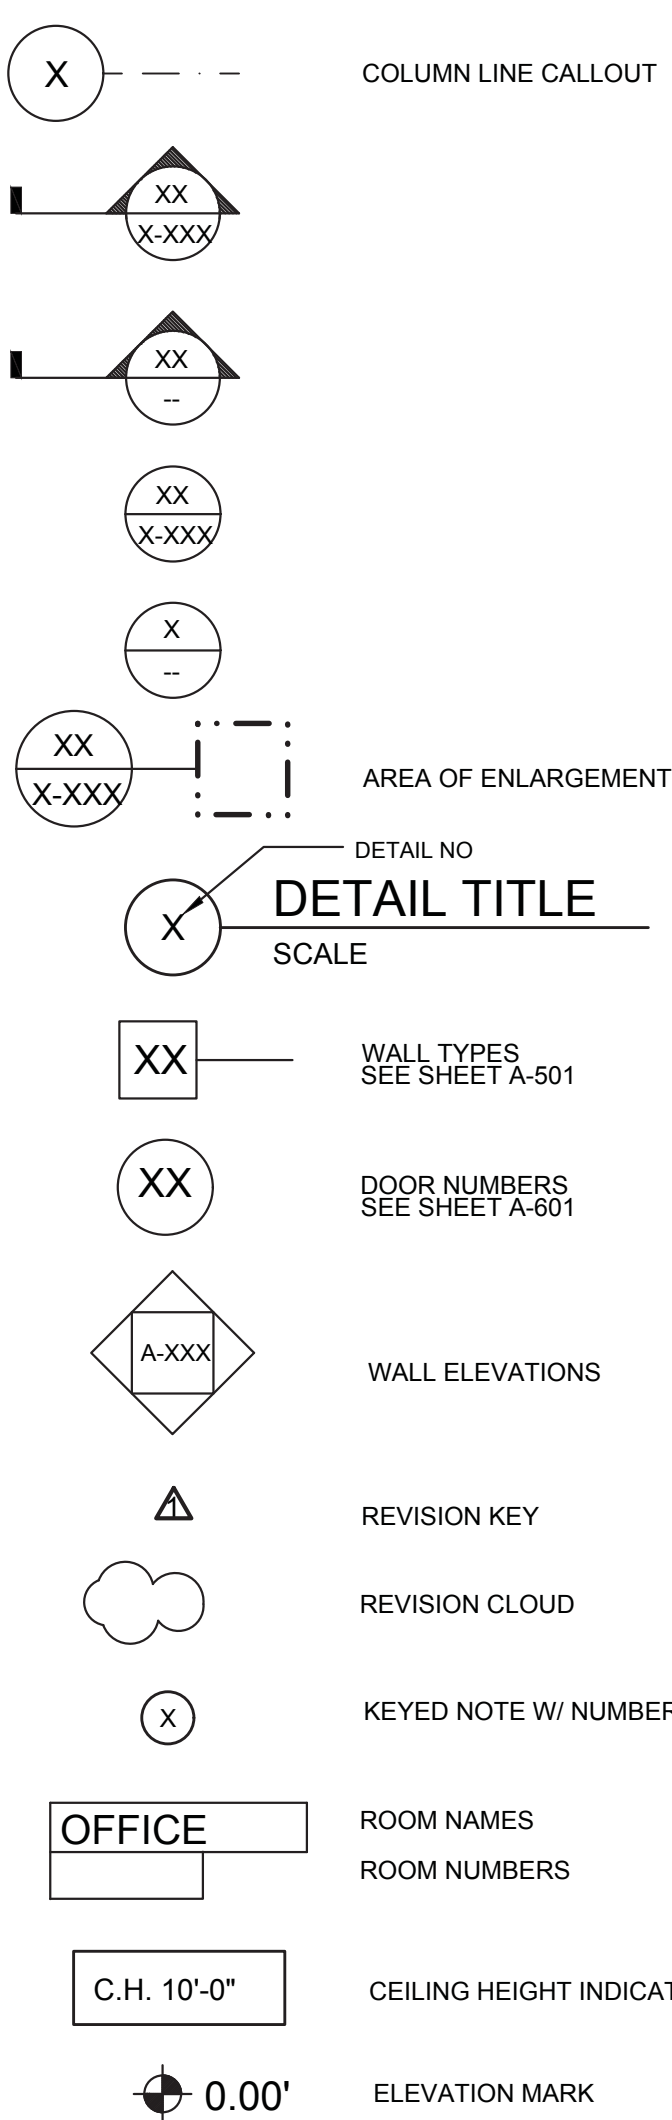 X COLUMN LINE CALLOUT
XX
X-XXX
XX
--
XX
X-XXX
X
--
XX
X-XXX
AREA OF ENLARGEMENT
DETAIL NO
X
DETAIL TITLE
SCALE
XX
WALL TYPES
SEE SHEET A-501
XX
DOOR NUMBERS
SEE SHEET A-601
A-XXX
WALL ELEVATIONS
1 REVISION KEY
REVISION CLOUD
X KEYED NOTE W/ NUMBER
OFFICE ROOM NAMES
ROOM NUMBERS
C.H. 10'-0" CEILING HEIGHT INDICAT
0.00' ELEVATION MARK